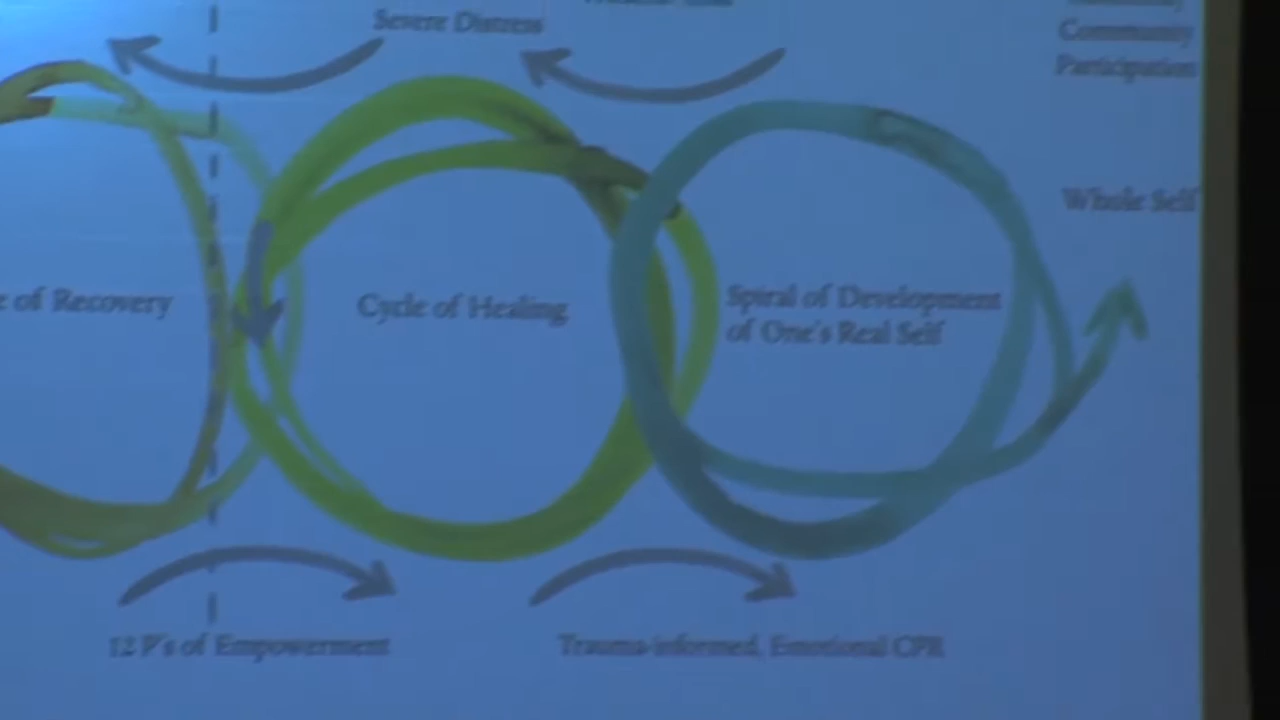 Severe Distress
Community
Participation
Whole Self
e of Recovery
Cycle of Healing
Spiral of Development
of One's Real Self
12 P's of Empowerment
Trauma-informed, Emotional CPR